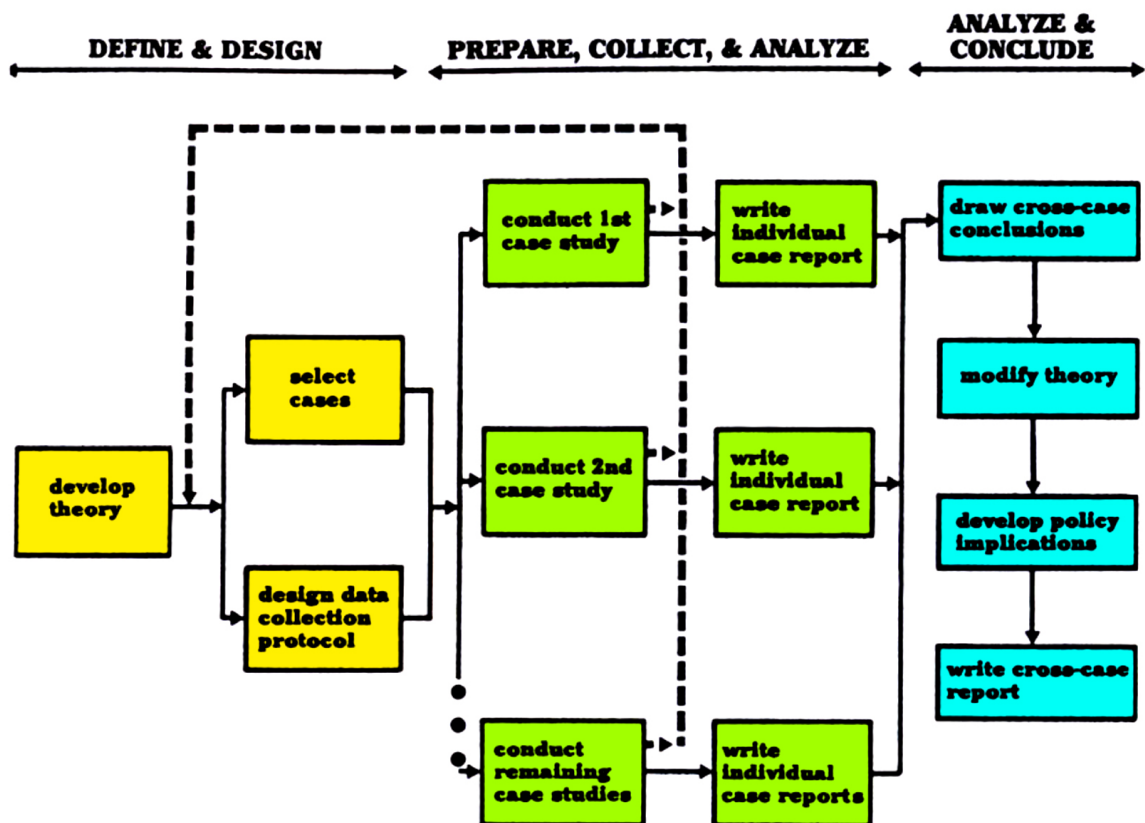 DEFINE & DESIGN
PREPARE, COLLECT, & ANALYZE
ANALYZE &
CONCLUDE
develop
theory
select
cases
design data
collection
protocol
conduct 1st
case study
write
individual
case report
conduct 2nd
case study
write
individual
case report
conduct
remaining
case studies
write
individual
case reports
draw cross-case
conclusions
modify theory
develop policy
implications
write cross-case
report